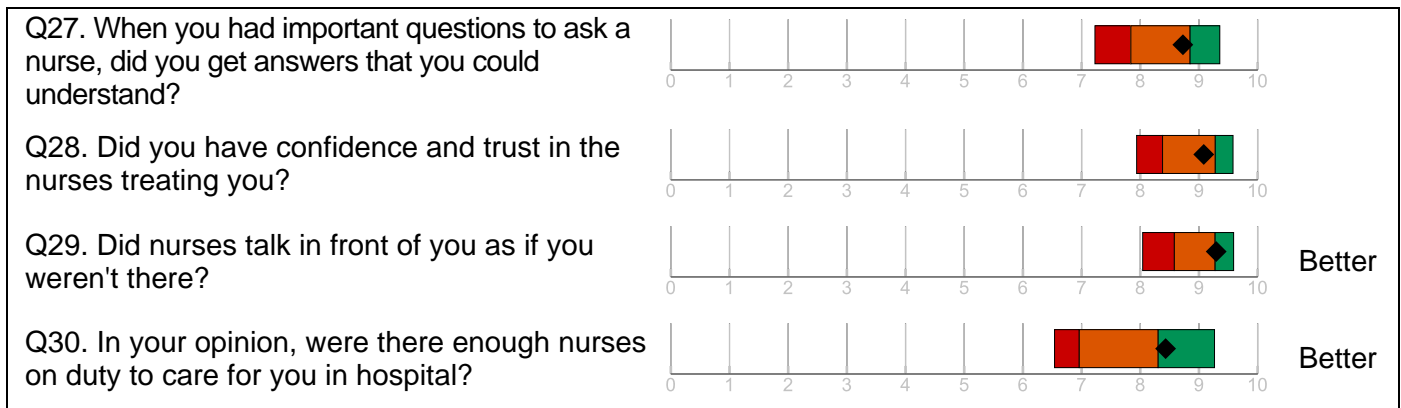 Q27. When you had important questions to ask a
nurse, did you get answers that you could
understand?
0 1 2 3 4 5 6 7 8 9 10
Q28. Did you have confidence and trust in the
nurses treating you?
0 1 2 3 4 5 6 7 8 9 10
Q29. Did nurses talk in front of you as if you
weren't there?
Better
0 1 2 3 4 5 6 7 8 9 10
Q30. In your opinion, were there enough nurses
on duty to care for you in hospital?
Better
0 1 2 3 4 5 6 7 8 9 10